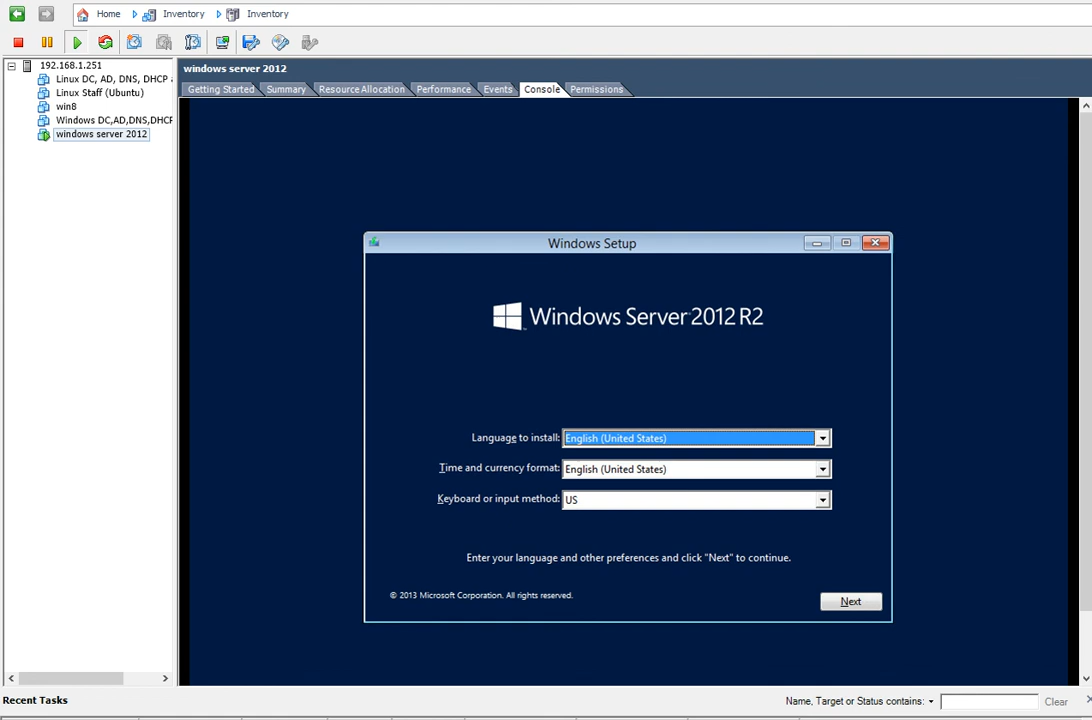 Home Inventory Inventory
192.168.1.251
Linux DC, AD, DNS, DHCP
Linux Staff (Ubuntu)
win8
Windows DC,AD,DNS,DHCP
windows server 2012
windows server 2012
Getting Started Summary Resource Allocation Performance Events Console Permissions
Windows Setup
Windows Server 2012 R2
Language to install: English (United States)
Time and currency format: English (United States)
Keyboard or input method: US
Enter your language and other preferences and click "Next" to continue.
© 2013 Microsoft Corporation. All rights reserved.
Next
Recent Tasks
Name, Target or Status contains:
Clear